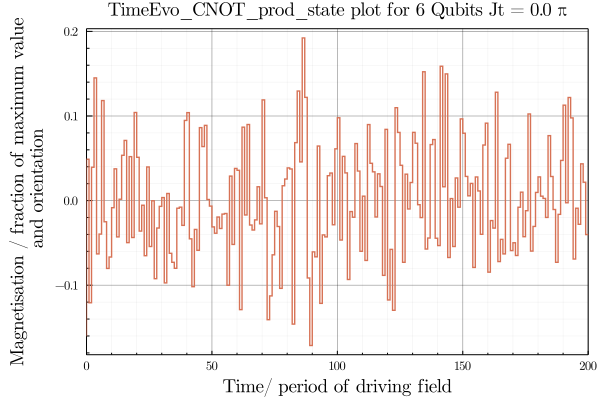 TimeEvo_CNOT_prod_state plot for 6 Qubits Jt = 0.0 π
Magnetisation / fraction of maximum value
and orientation
0.2
0.1
0.0
−0.1
0 50 100 150 200
Time/ period of driving field